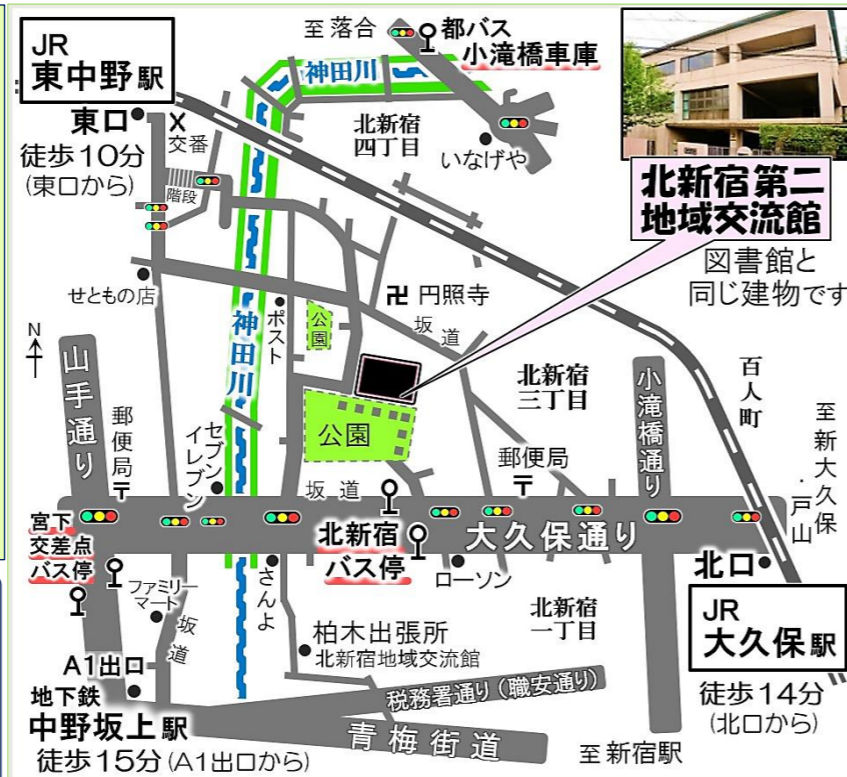 JR
東中野駅
東口
徒歩10分
(東口から)
X
交番
階段
至 落合
都バス
小滝橋車庫
神田川
北新宿
四丁目
いなげや
北新宿第二
地域交流館
図書館と
同じ建物です
せともの店
ポスト
公園
卍 円照寺
坂道
神田川
N
山手通り
郵便局
〒
セブン
イレブン
公園
坂道
北新宿
三丁目
郵便局
〒
小滝橋通り
百人町
至新大久保
・戸山
宮下
交差点
バス停
北新宿
バス停
大久保通り
ローソン
さんよ
ファミリー
マート
坂道
北口
JR
大久保駅
徒歩14分
(北口から)
北新宿
一丁目
柏木出張所
北新宿地域交流館
A1出口
地下鉄
中野坂上駅
徒歩15分(A1出口から)
税務署通り(職安通り)
青梅街道
至 新宿駅